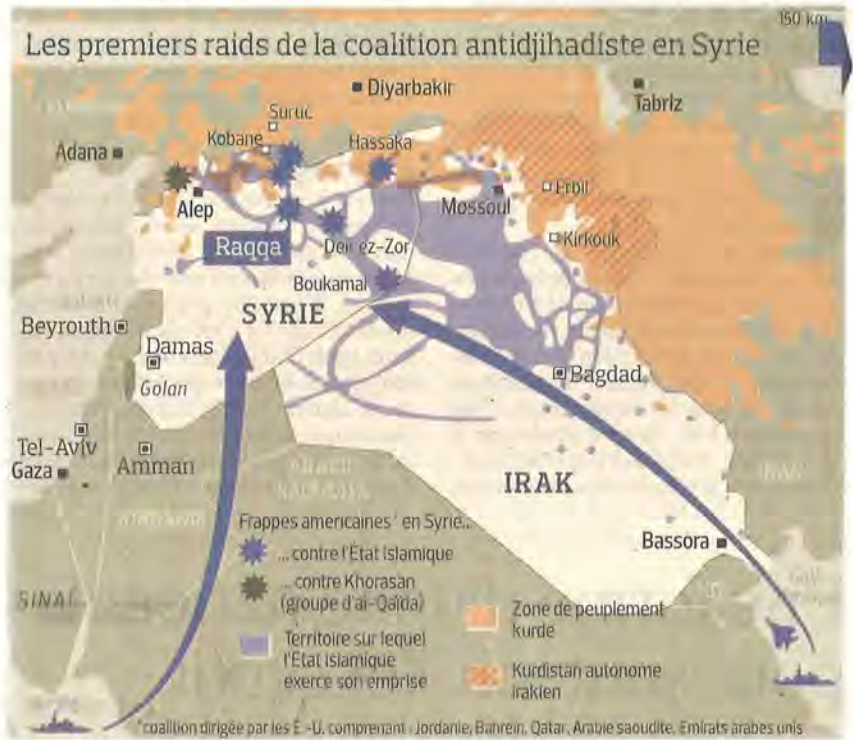 150 km
Les premiers raids de la coalition antidjihadiste en Syrie
Diyarbakir
Tabriz
Suruc
Kobane
Hassaka
Adana
Alep
Mossoul
Erbil
Raqqa
Deir ez-Zor
Kirkouk
Boukamal
SYRIE
Beyrouth
Damas
Golan
Bagdad
Tel-Aviv
Gaza
Amman
IRAK
Bassora
SINAÏ
Frappes americaines* en Syrie...
... contre l'État islamique
... contre Khorasan
(groupe d'al-Qaïda)
Territoire sur lequel
l'État islamique
exerce son emprise
Zone de peuplement
kurde
Kurdistan autonome
irakien
*coalition dirigée par les É.-U. comprenant : Jordanie, Bahrein, Qatar, Arabie saoudite, Emirats arabes unis